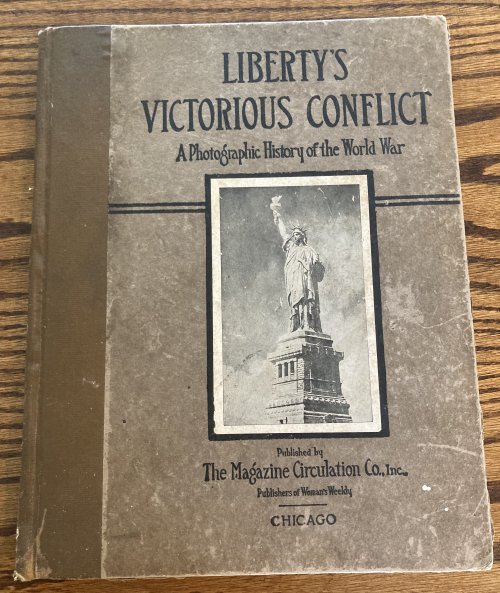 LIBERTY'S
VICTORIOUS CONFLICT
A Photographic History of the World War
Published by
The Magazine Circulation Co., Inc.,
Publishers of Woman's Weekly
CHICAGO